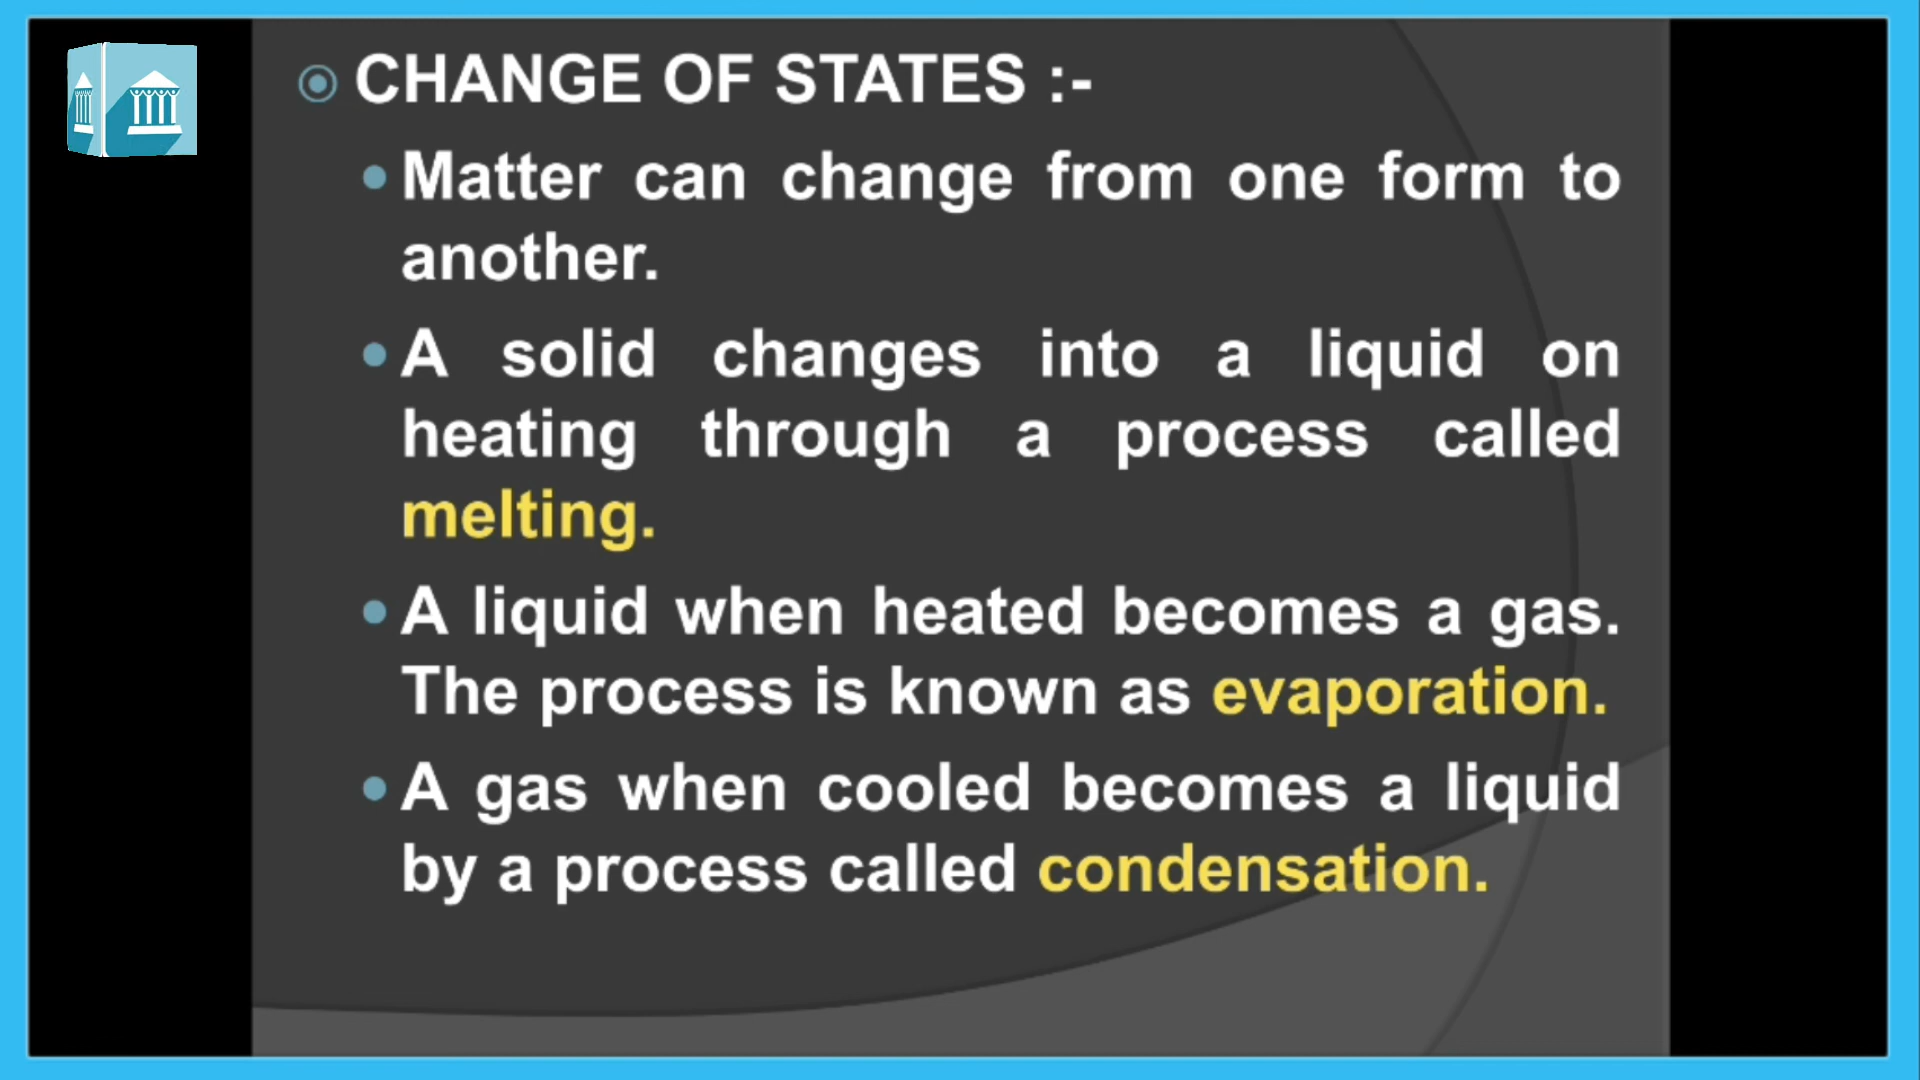 CHANGE OF STATES :-
Matter can change from one form to
another.
A solid changes into a liquid on
heating through a process called
melting.
A liquid when heated becomes a gas.
The process is known as evaporation.
A gas when cooled becomes a liquid
by a process called condensation.